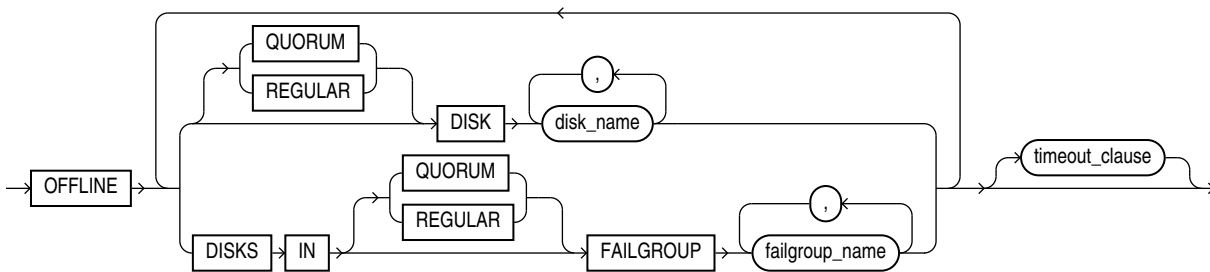 QUORUM
REGULAR
,
DISK
disk_name
timeout_clause
OFFLINE
QUORUM
REGULAR
,
DISKS
IN
FAILGROUP
failgroup_name